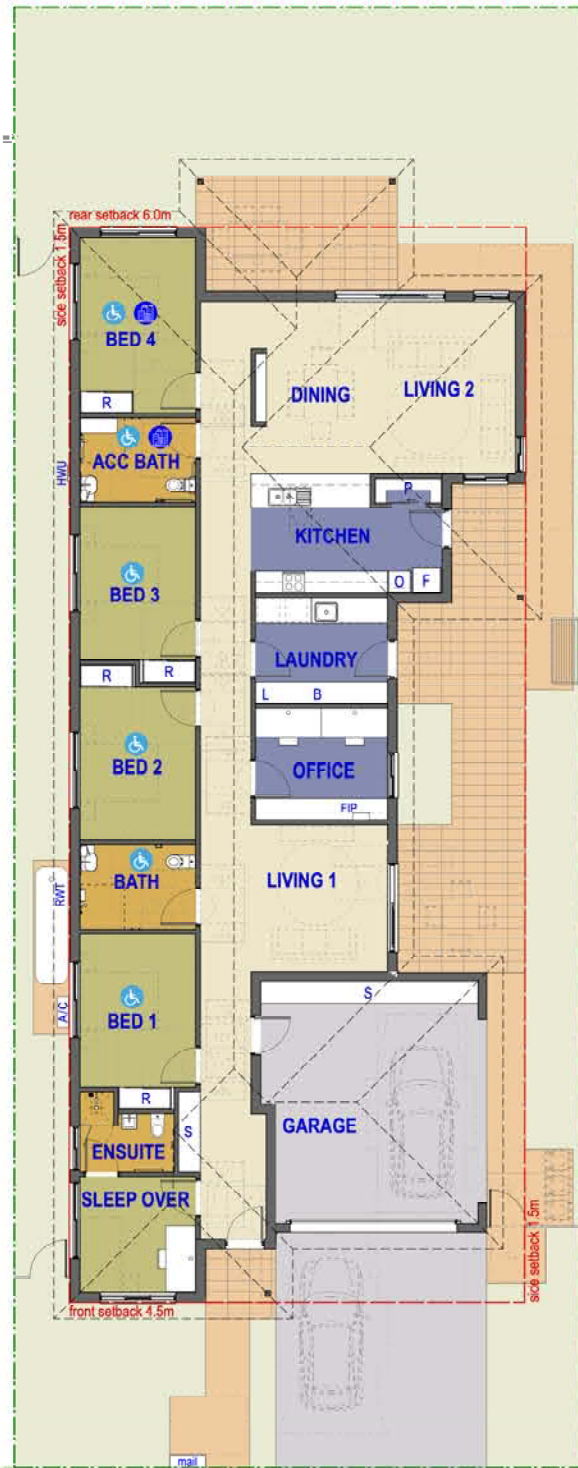 rear setback 6.0m
side setback 1.5m
BED 4
R
DINING
LIVING 2
ACC BATH
HWU
P
KITCHEN
O
F
BED 3
LAUNDRY
R
R
L
B
BED 2
OFFICE
FIP
BATH
LIVING 1
RWT
A/C
BED 1
S
R
S
GARAGE
ENSUITE
SLEEP OVER
side setback 1.5m
front setback 4.5m
mail